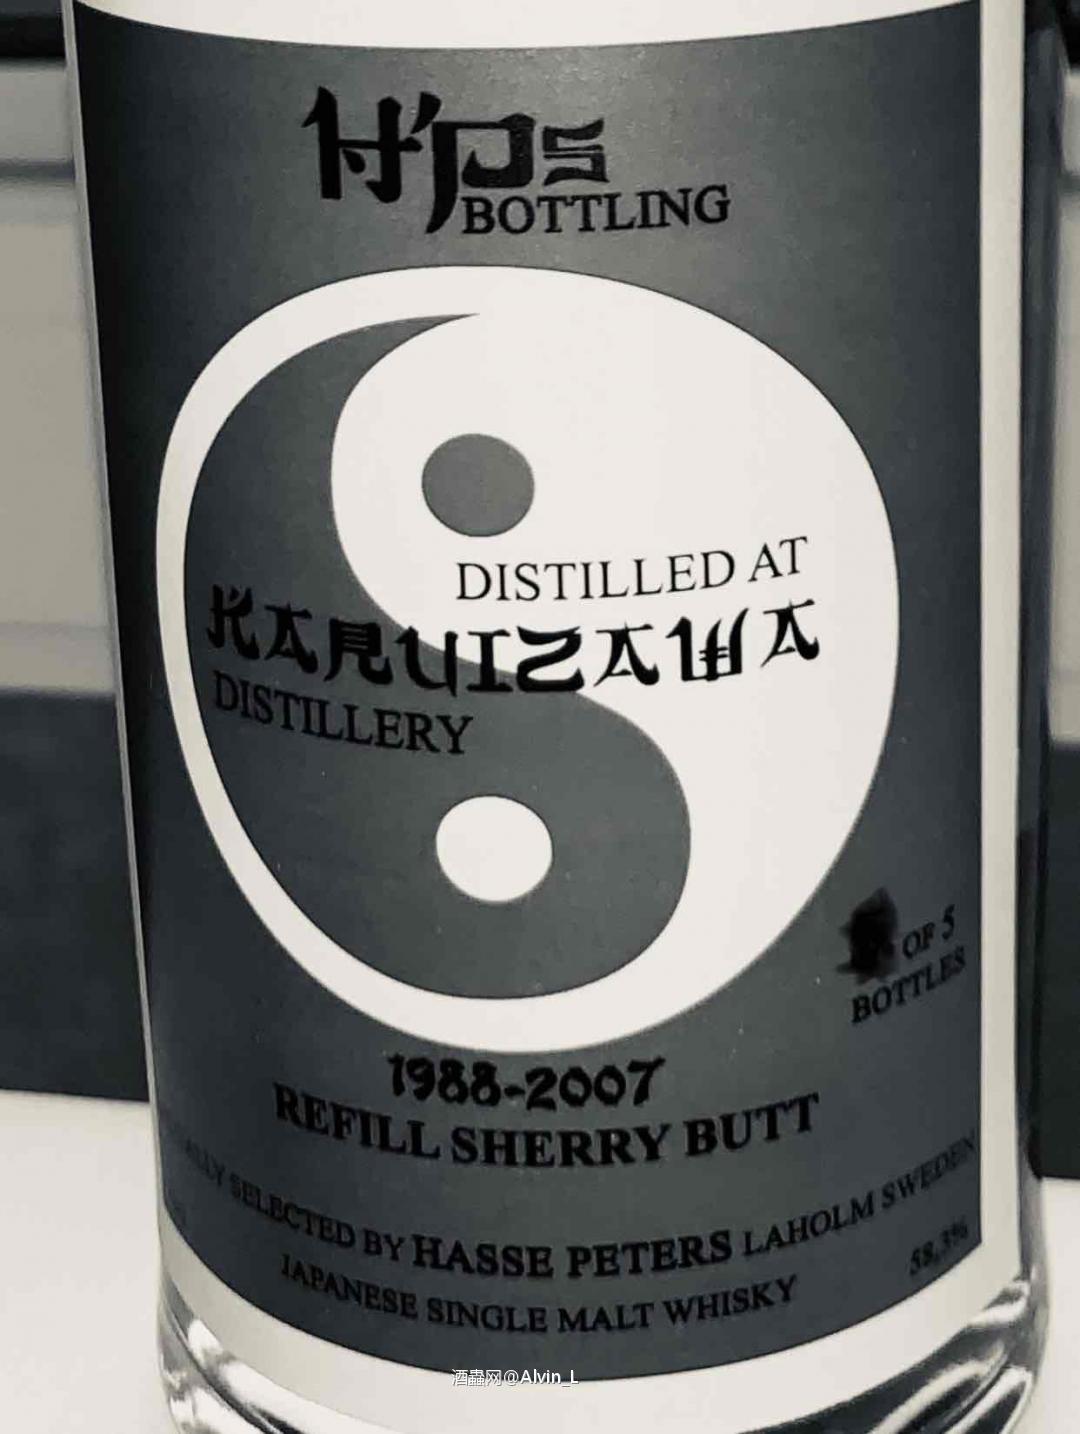 H'Ps
BOTTLING
DISTILLED AT
KARUIZAWA
DISTILLERY
OF 5
BOTTLES
1988-2007
REFILL SHERRY BUTT
SELECTED BY HASSE PETERS LAHOLM SWEDEN
58,3%
JAPANESE SINGLE MALT WHISKY
酒蟲网@Alvin_L